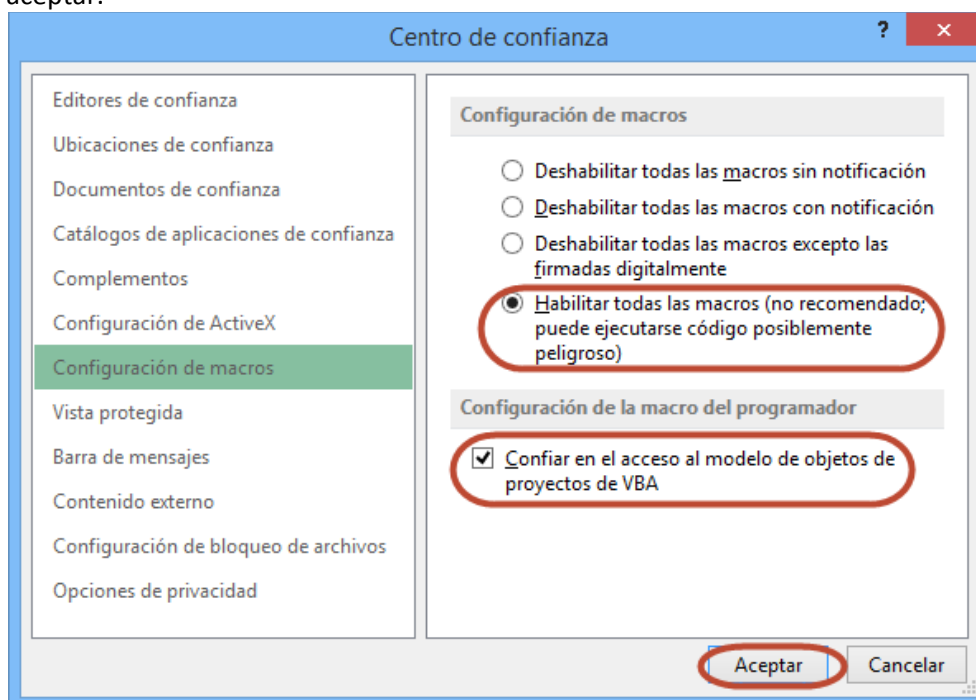 aceptar.
Centro de confianza
?
Editores de confianza
Ubicaciones de confianza
Documentos de confianza
Catálogos de aplicaciones de confianza
Complementos
Configuración de ActiveX
Configuración de macros
Vista protegida
Barra de mensajes
Contenido externo
Configuración de bloqueo de archivos
Opciones de privacidad
Configuración de macros
Deshabilitar todas las macros sin notificación
Deshabilitar todas las macros con notificación
Deshabilitar todas las macros excepto las
firmadas digitalmente
Habilitar todas las macros (no recomendado;
puede ejecutarse código posiblemente
peligroso)
Configuración de la macro del programador
Confiar en el acceso al modelo de objetos de
proyectos de VBA
Aceptar
Cancelar